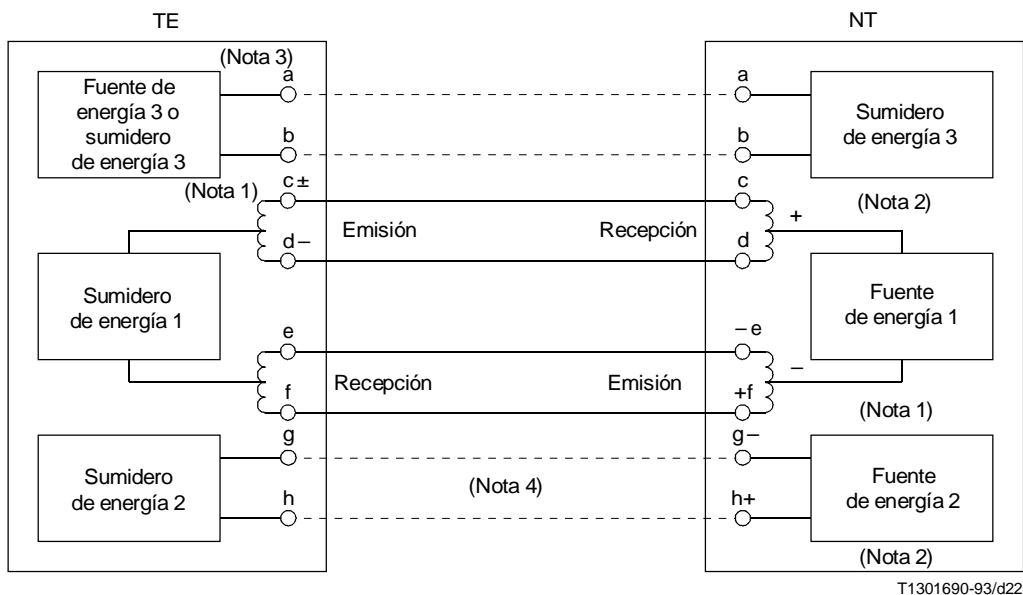 TE
NT
(Nota 3)
a
a
Fuente de
energía 3 o
sumidero
de energía 3
Sumidero
de energía 3
b
b
(Nota 1)
c ±
c
(Nota 2)
+
Emisión
Recepción
d –
d
Sumidero
de energía 1
Fuente
de energía 1
e
– e
–
Recepción
Emisión
f
+f
(Nota 1)
g
g–
Sumidero
de energía 2
(Nota 4)
Fuente
de energía 2
h
h+
(Nota 2)
T1301690-93/d22